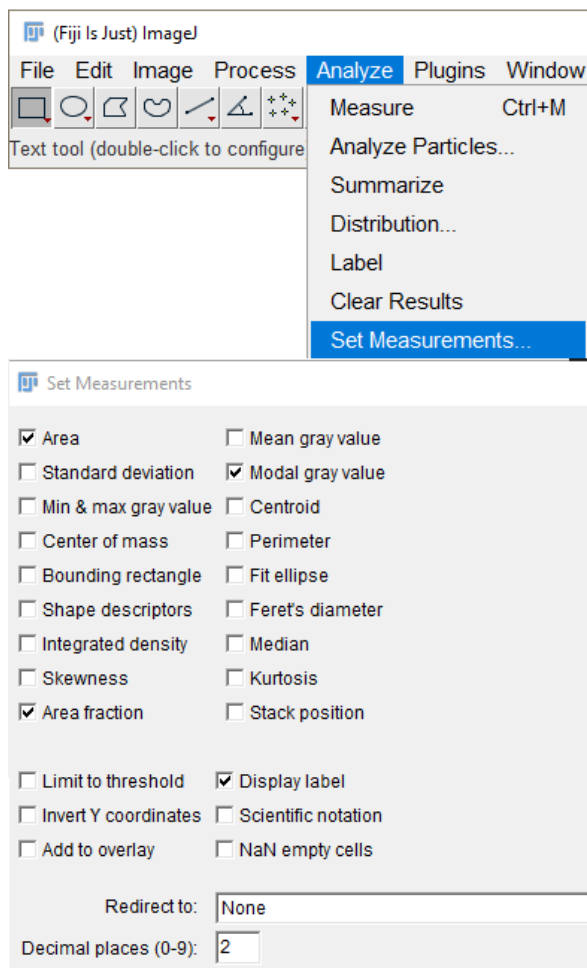 (Fiji Is Just) ImageJ
File Edit Image Process Analyze Plugins Window
Text tool (double-click to configure
Measure Ctrl+M
Analyze Particles...
Summarize
Distribution...
Label
Clear Results
Set Measurements...
Set Measurements
Area Mean gray value
Standard deviation Modal gray value
Min & max gray value Centroid
Center of mass Perimeter
Bounding rectangle Fit ellipse
Shape descriptors Feret's diameter
Integrated density Median
Skewness Kurtosis
Area fraction Stack position
Limit to threshold Display label
Invert Y coordinates Scientific notation
Add to overlay NaN empty cells
Redirect to: None
Decimal places (0-9): 2